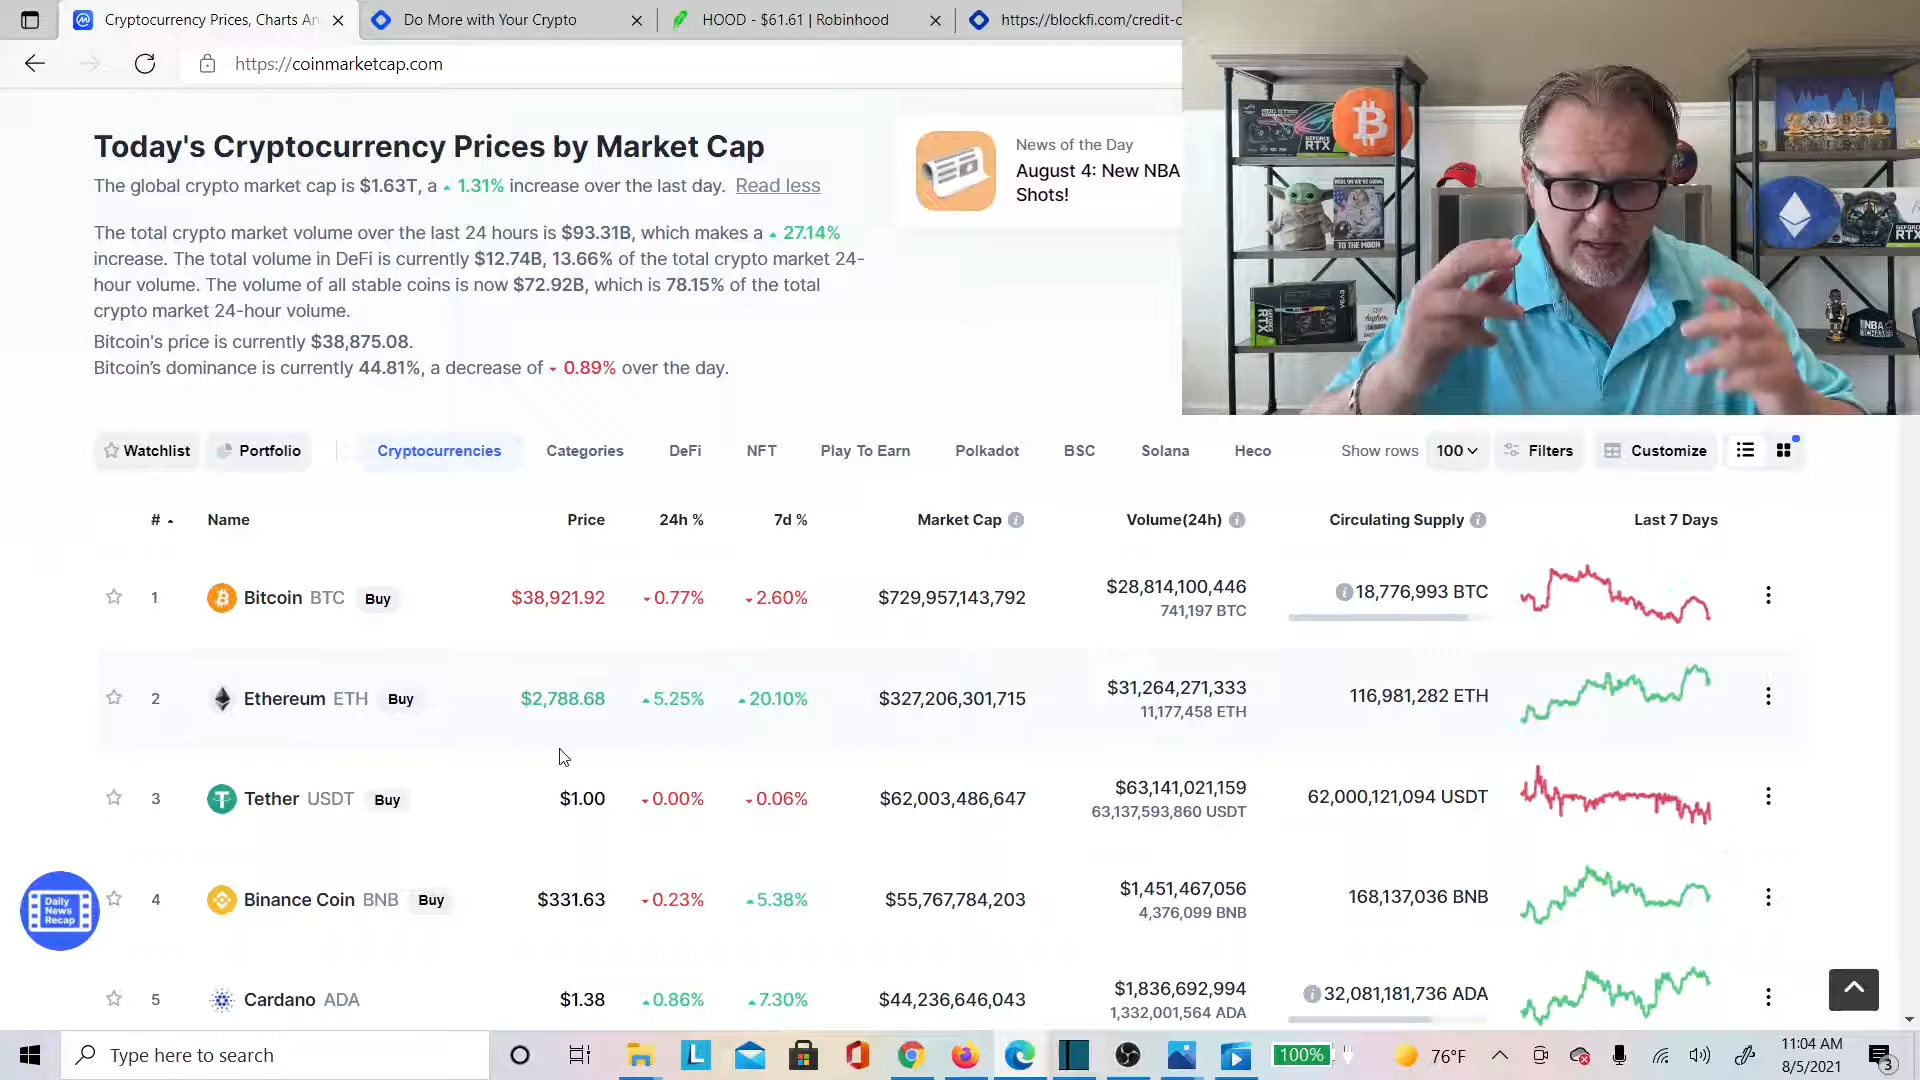 Cryptocurrency Prices, Charts An
Do More with Your Crypto
HOOD - $61.61 | Robinhood
https://blockfi.com/credit-c
https://coinmarketcap.com
Today's Cryptocurrency Prices by Market Cap
The global crypto market cap is $1.63T, a 1.31% increase over the last day. Read less
The total crypto market volume over the last 24 hours is $93.31B, which makes a 27.14%
increase. The total volume in DeFi is currently $12.74B, 13.66% of the total crypto market 24-
hour volume. The volume of all stable coins is now $72.92B, which is 78.15% of the total
crypto market 24-hour volume.
Bitcoin's price is currently $38,875.08.
Bitcoin’s dominance is currently 44.81%, a decrease of 0.89% over the day.
News of the Day
August 4: New NBA
Shots!
GEFORCE RTX
TO THE MOON
GEFORCE RTX
RTX
NBA
Watchlist Portfolio Cryptocurrencies Categories DeFi NFT Play To Earn Polkadot BSC Solana Heco Show rows 100 Filters Customize
# Name Price 24h % 7d % Market Cap Volume(24h) Circulating Supply Last 7 Days
1 Bitcoin BTC Buy $38,921.92 0.77% 2.60% $729,957,143,792 $28,814,100,446 18,776,993 BTC
741,197 BTC
2 Ethereum ETH Buy $2,788.68 5.25% 20.10% $327,206,301,715 $31,264,271,333 116,981,282 ETH
11,177,458 ETH
3 Tether USDT Buy $1.00 0.00% 0.06% $62,003,486,647 $63,141,021,159 62,000,121,094 USDT
63,137,593,860 USDT
4 Binance Coin BNB Buy $331.63 0.23% 5.38% $55,767,784,203 $1,451,467,056 168,137,036 BNB
4,376,099 BNB
Daily
News
Recap
5 Cardano ADA $1.38 0.86% 7.30% $44,236,646,043 $1,836,692,994 32,081,181,736 ADA
1,332,001,564 ADA
Type here to search
100%
76°F
11:04 AM
8/5/2021
3